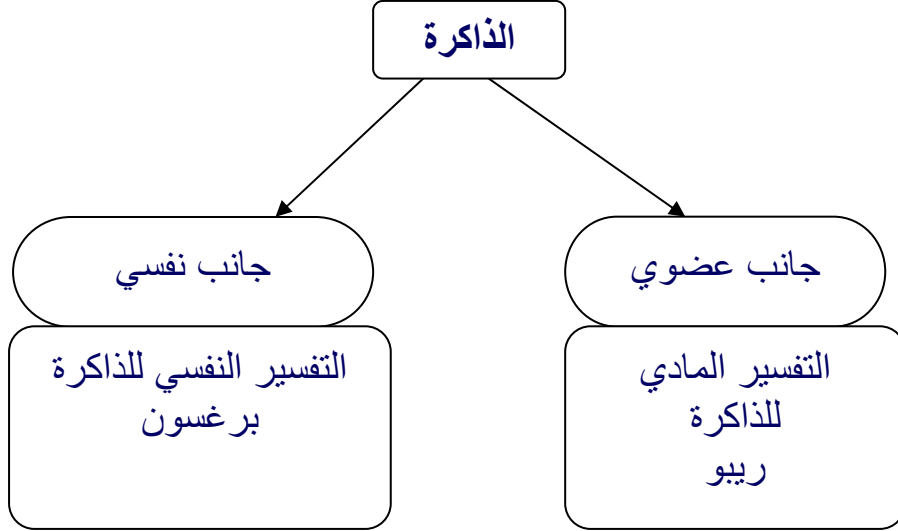 الذاكرة
جانب عضوي
جانب نفسي
التفسير المادي
للذاكرة
ريبو
التفسير النفسي للذاكرة
برغسون